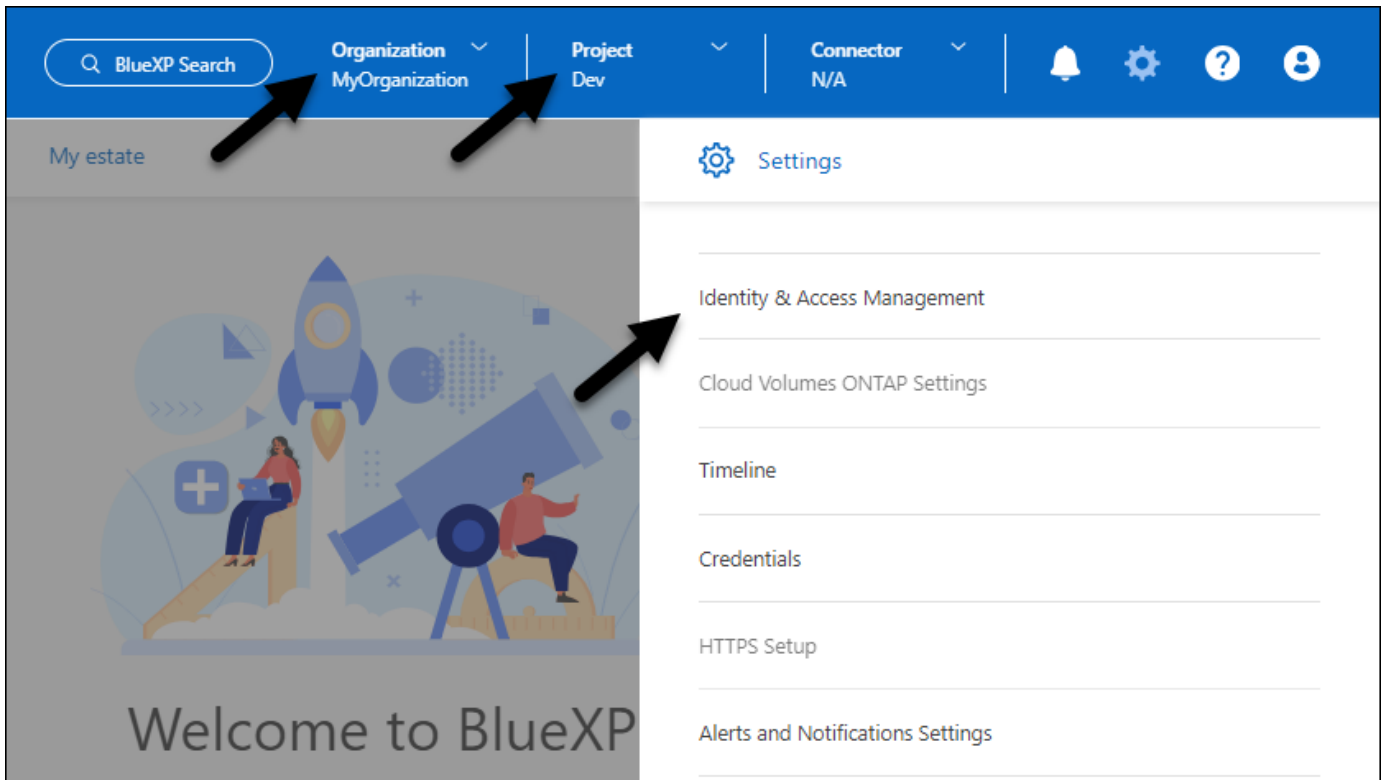 BlueXP Search
Organization
MyOrganization
Project
Dev
Connector
N/A
My estate
Settings
Identity & Access Management
Cloud Volumes ONTAP Settings
Timeline
Credentials
HTTPS Setup
Alerts and Notifications Settings
Welcome to BlueXP